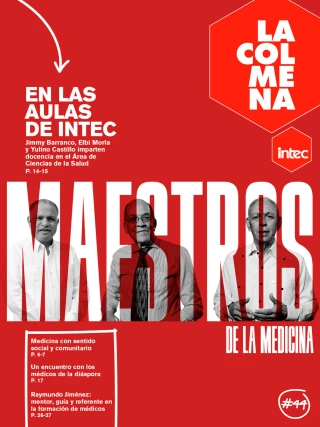 LA
COL
ME
NA
intec
EN LAS
AULAS
DE INTEC
Jimmy Barranco, Elbi Morla
y Yulino Castillo imparten
docencia en el Área de
Ciencias de la Salud
P. 14-15
MAESTROS
DE LA MEDICINA
Medicina con sentido
social y comunitario
P. 6-7
Un encuentro con los
médicos de la diáspora
P. 17
Raymundo Jiménez:
mentor, guía y referente en
la formación de médicos
P. 26-27
#44